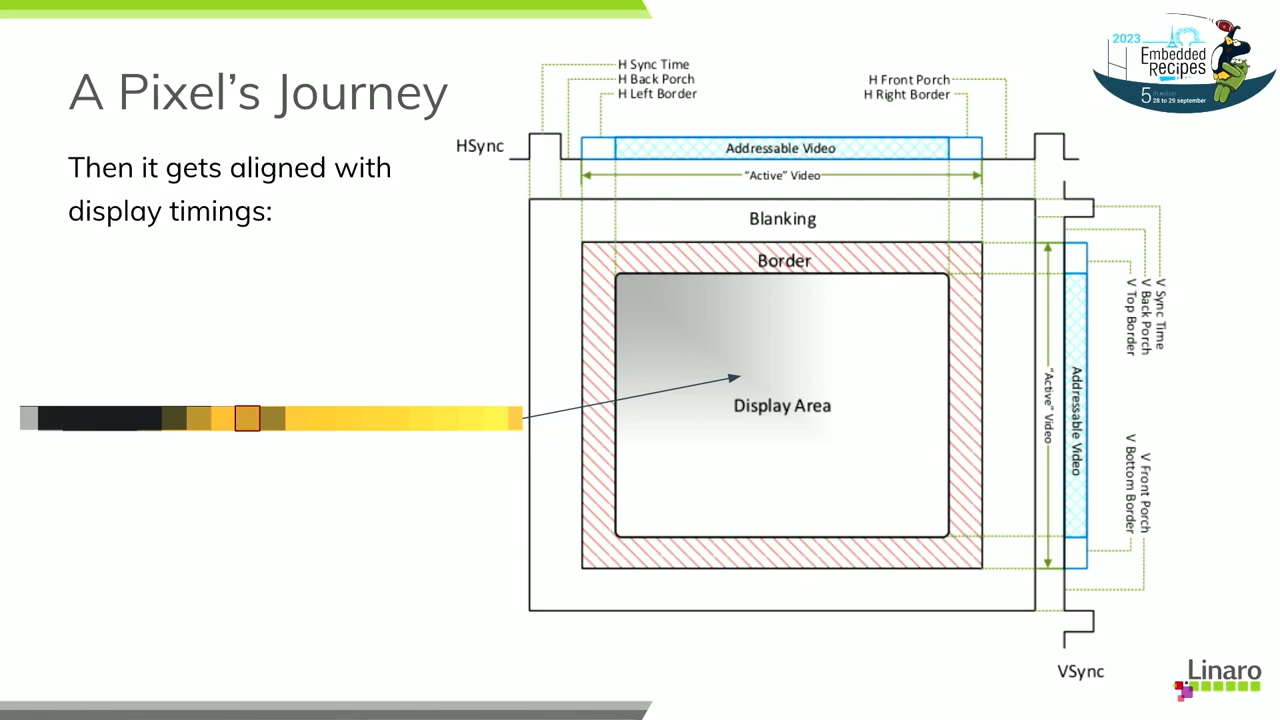 A Pixel's Journey
Then it gets aligned with
display timings:
2023
Embedded
Recipes
5th edition
28 to 29 september
H Sync Time
H Back Porch
H Left Border
H Front Porch
H Right Border
HSync
Addressable Video
"Active" Video
Blanking
Border
Display Area
"Active" Video
Addressable Video
V Sync Time
V Back Porch
V Top Border
V Front Porch
V Bottom Border
VSync
Linaro